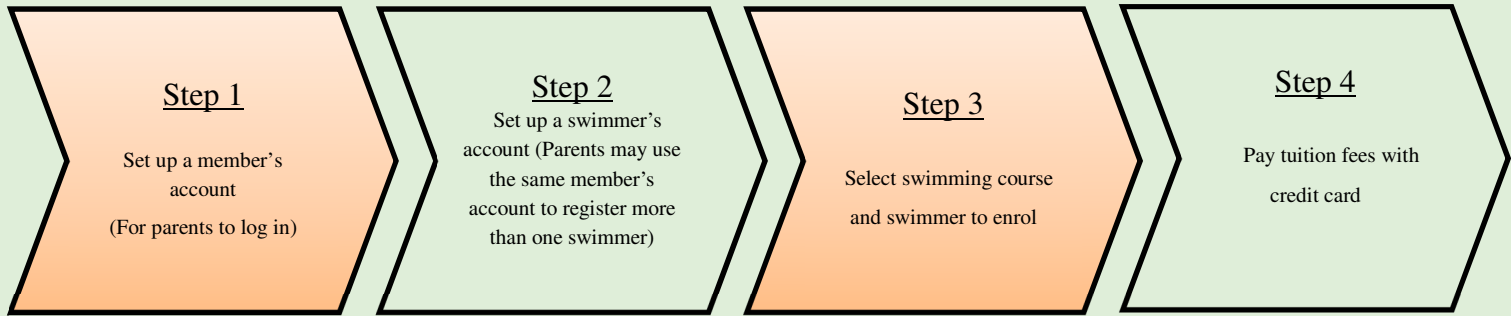 Step 1
Set up a member’s
account
(For parents to log in)
Step 2
Set up a swimmer’s
account (Parents may use
the same member’s
account to register more
than one swimmer)
Step 3
Select swimming course
and swimmer to enrol
Step 4
Pay tuition fees with
credit card